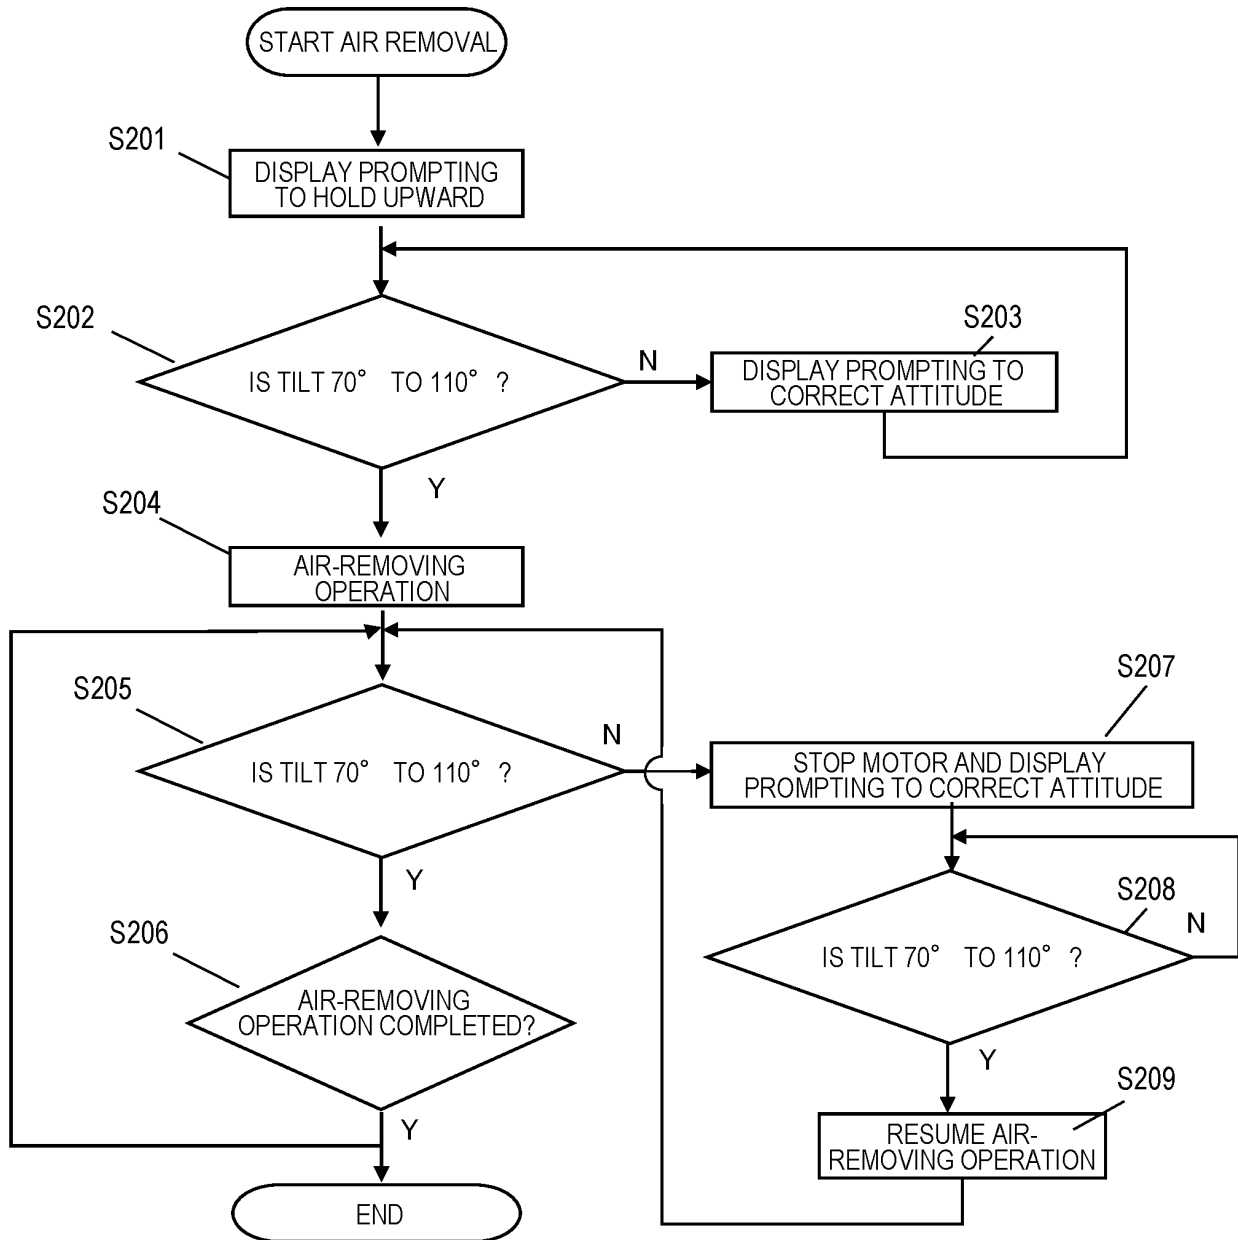 START AIR REMOVAL
S201
DISPLAY PROMPTING
TO HOLD UPWARD
S202
IS TILT 70° TO 110° ?
N
S203
DISPLAY PROMPTING TO
CORRECT ATTITUDE
Y
S204
AIR-REMOVING
OPERATION
S205
IS TILT 70° TO 110° ?
N
S207
STOP MOTOR AND DISPLAY
PROMPTING TO CORRECT ATTITUDE
Y
S206
AIR-REMOVING
OPERATION COMPLETED?
S208
N
IS TILT 70° TO 110° ?
Y
S209
RESUME AIR-
REMOVING OPERATION
Y
END